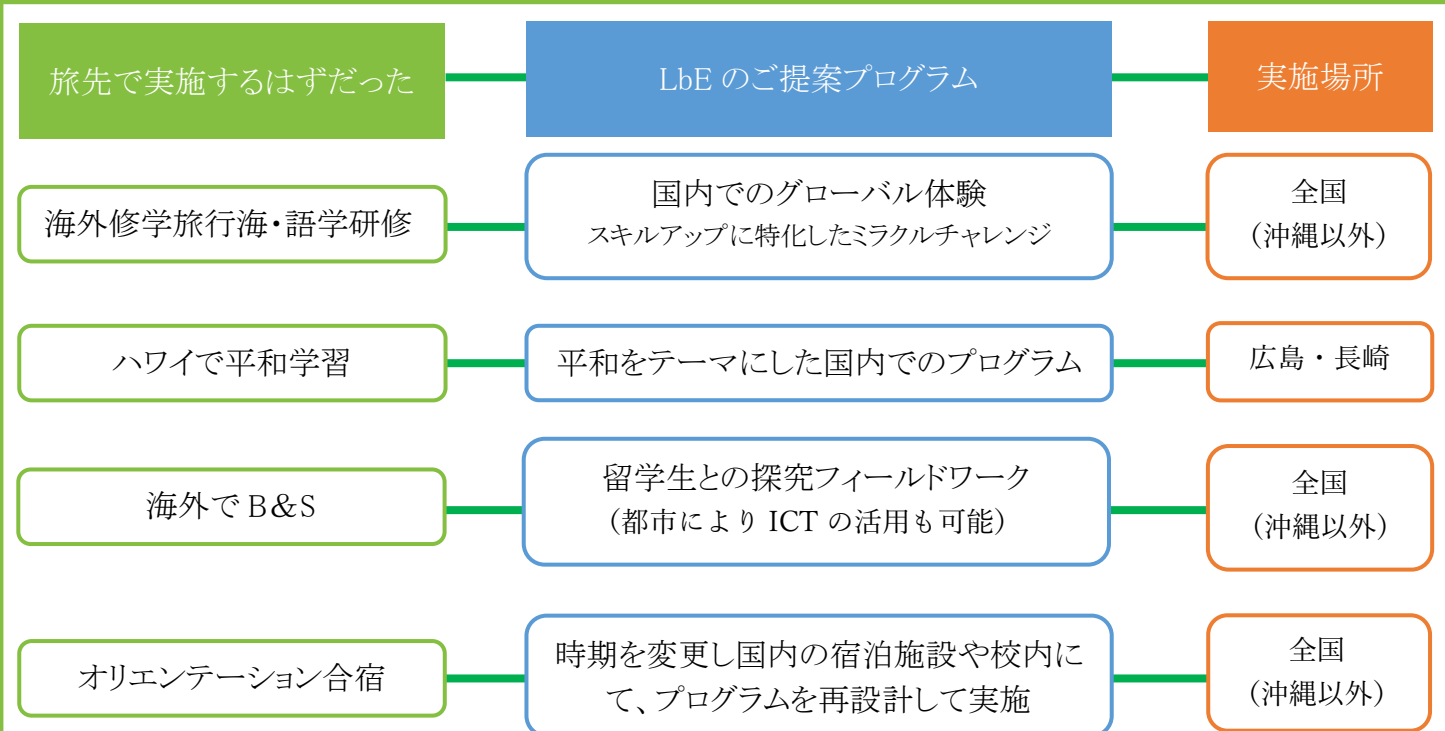 旅先で実施するはずだった
LbE のご提案プログラム
実施場所
海外修学旅行海・語学研修
国内でのグローバル体験
スキルアップに特化したミラクルチャレンジ
全国
(沖縄以外)
ハワイで平和学習
平和をテーマにした国内でのプログラム
広島・長崎
海外で B&S
留学生との探究フィールドワーク
(都市により ICT の活用も可能)
全国
(沖縄以外)
オリエンテーション合宿
時期を変更し国内の宿泊施設や校内に
て、プログラムを再設計して実施
全国
(沖縄以外)